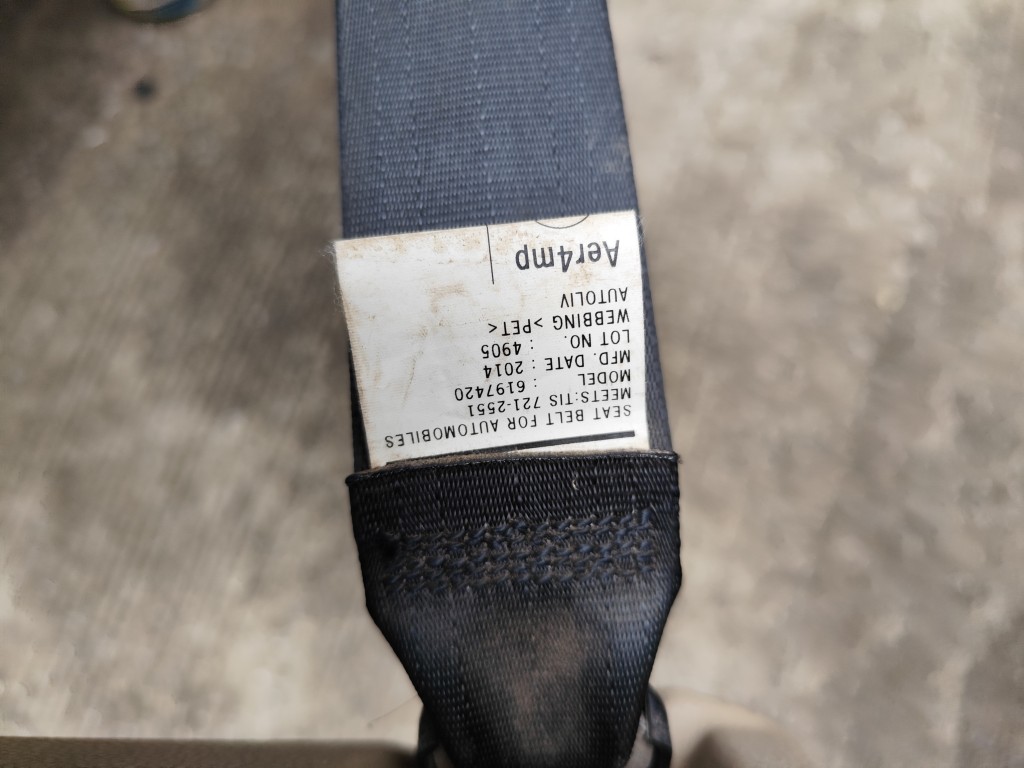 SEAT BELT FOR AUTOMOBILES
MEETS:TIS 721-2551
MODEL : 6197420
MFD. DATE : 2014
LOT NO. : 4905
WEBBING >PET<
AUTOLIV
Aer4mp